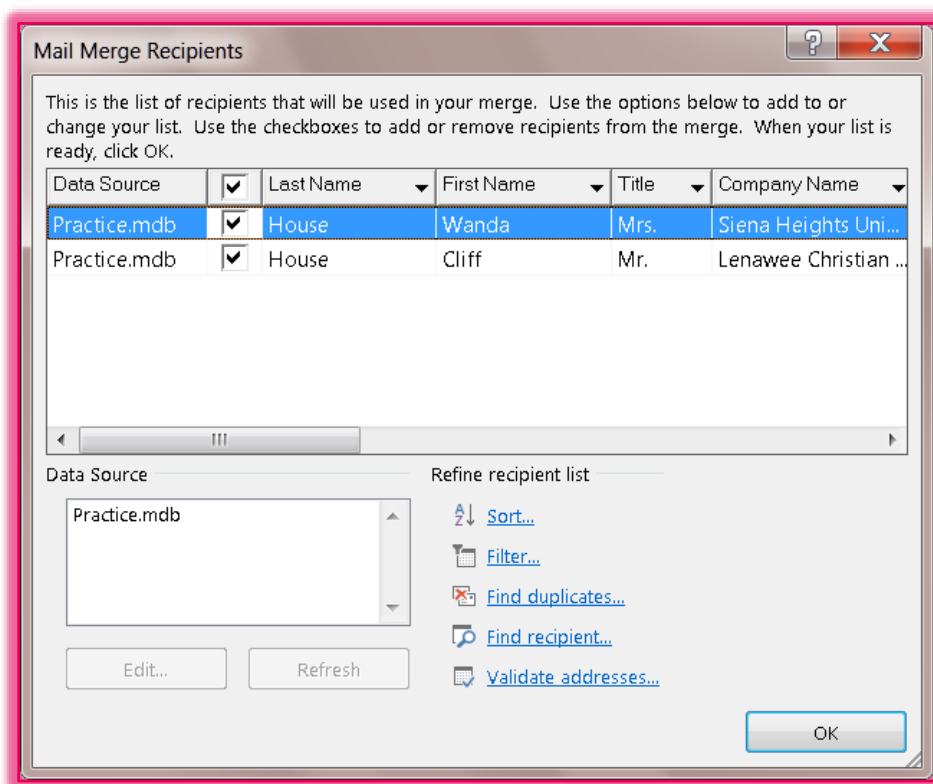 Mail Merge Recipients
This is the list of recipients that will be used in your merge. Use the options below to add to or
change your list. Use the checkboxes to add or remove recipients from the merge. When your list is
ready, click OK.
Data Source Last Name First Name Title Company Name
Practice.mdb House Wanda Mrs. Siena Heights Uni...
Practice.mdb House Cliff Mr. Lenawee Christian ...
Data Source
Practice.mdb
Edit... Refresh
Refine recipient list
Sort...
Filter...
Find duplicates...
Find recipient...
Validate addresses...
OK